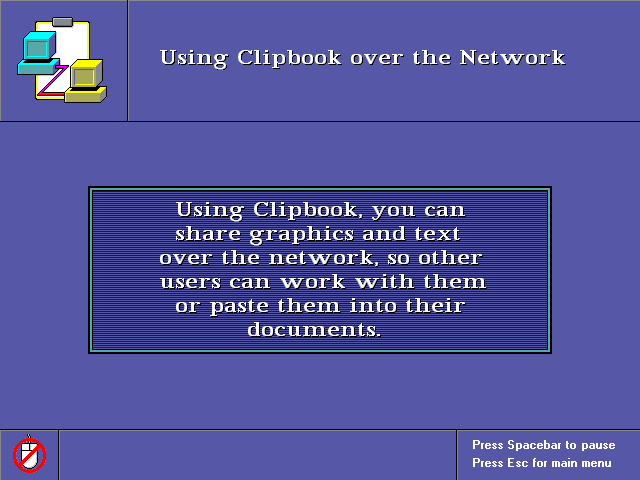 Using Clipbook over the Network
Using Clipbook, you can
share graphics and text
over the network, so other
users can work with them
or paste them into their
documents.
Press Spacebar to pause
Press Esc for main menu